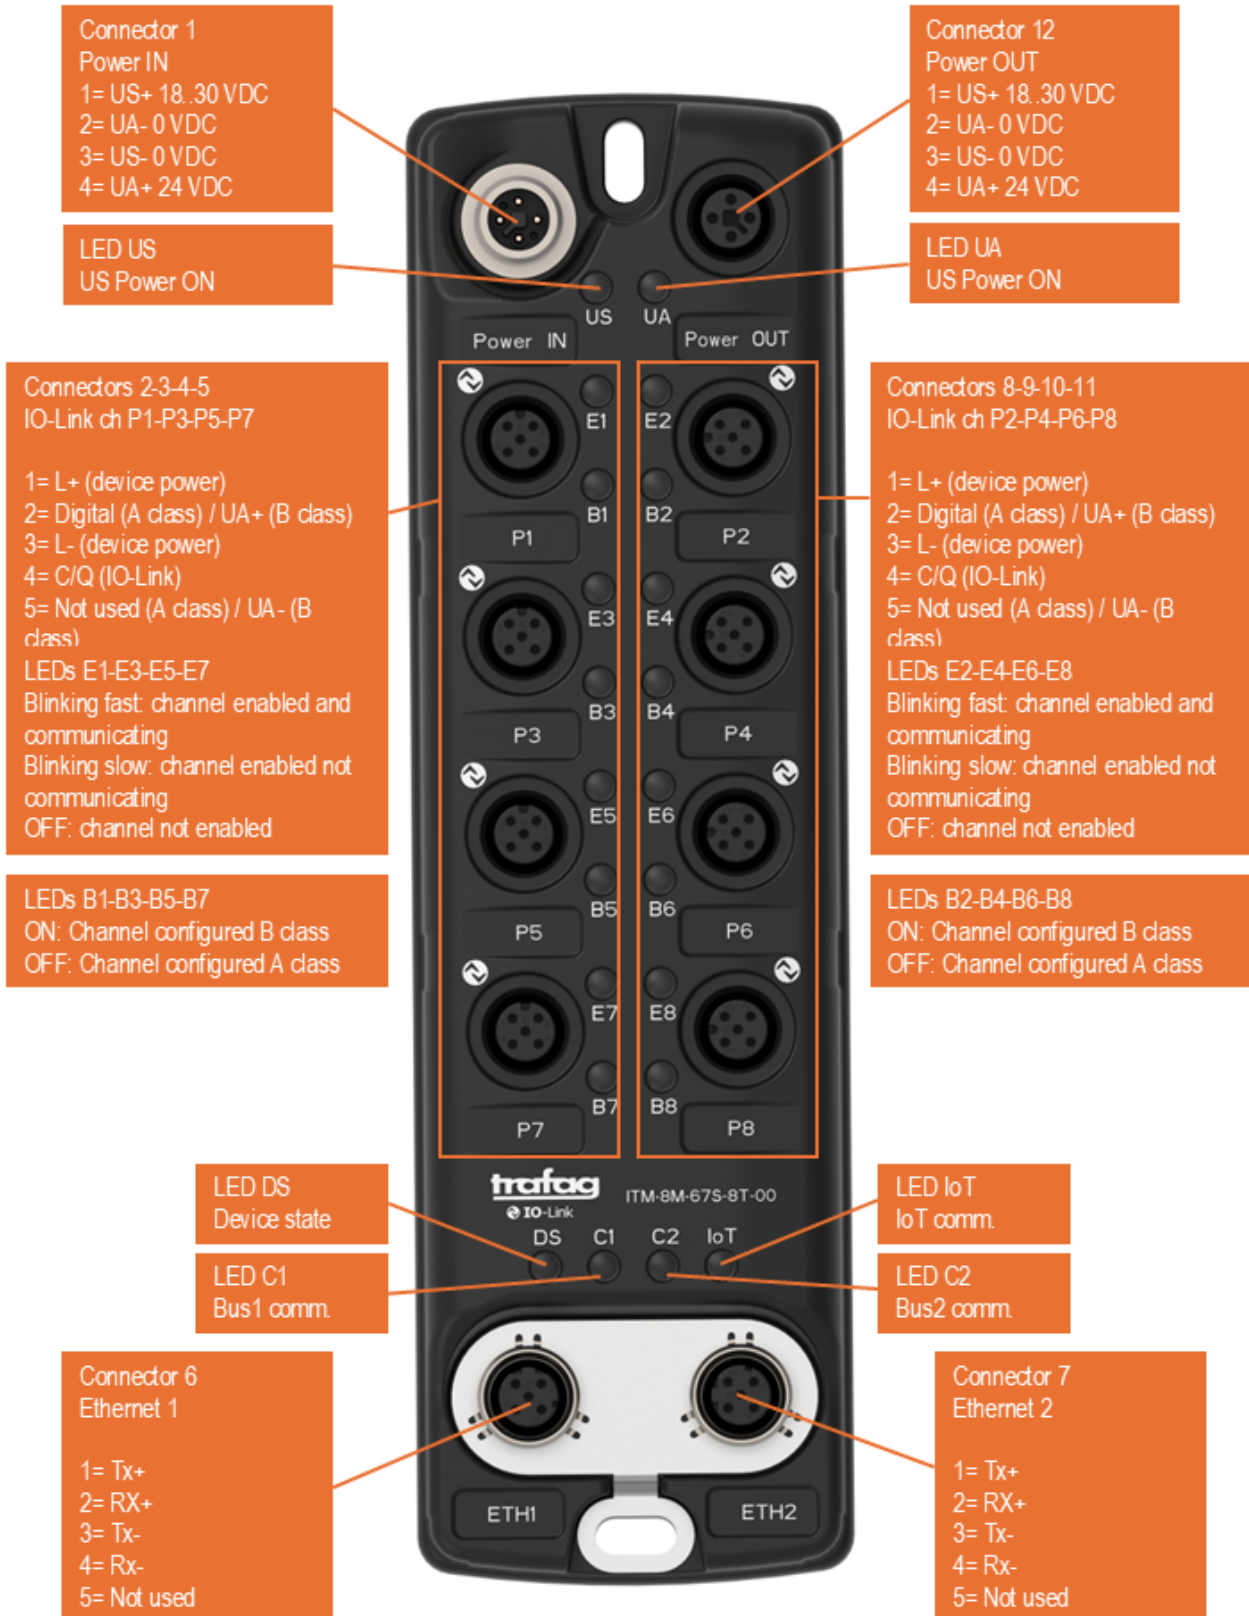 Connector 1
Power IN
1= US+ 18..30 VDC
2= UA- 0 VDC
3= US- 0 VDC
4= UA+ 24 VDC
Connector 12
Power OUT
1= US+ 18..30 VDC
2= UA- 0 VDC
3= US- 0 VDC
4= UA+ 24 VDC
LED US
US Power ON
LED UA
US Power ON
US
UA
Power IN
Power OUT
Connectors 2-3-4-5
IO-Link ch P1-P3-P5-P7
1= L+ (device power)
2= Digital (A class) / UA+ (B class)
3= L- (device power)
4= C/Q (IO-Link)
5= Not used (A class) / UA- (B
class)
LEDs E1-E3-E5-E7
Blinking fast: channel enabled and
communicating
Blinking slow: channel enabled not
communicating
OFF: channel not enabled
LEDs B1-B3-B5-B7
ON: Channel configured B class
OFF: Channel configured A class
E1
E2
B1
B2
P1
P2
E3
E4
B3
B4
P3
P4
E5
E6
B5
B6
P5
P6
E7
E8
B7
B8
P7
P8
Connectors 8-9-10-11
IO-Link ch P2-P4-P6-P8
1= L+ (device power)
2= Digital (A class) / UA+ (B class)
3= L- (device power)
4= C/Q (IO-Link)
5= Not used (A class) / UA- (B
class)
LEDs E2-E4-E6-E8
Blinking fast: channel enabled and
communicating
Blinking slow: channel enabled not
communicating
OFF: channel not enabled
LEDs B2-B4-B6-B8
ON: Channel configured B class
OFF: Channel configured A class
trafag
IO-Link
ITM-8M-67S-8T-00
DS
C1
C2
IoT
LED DS
Device state
LED C1
Bus1 comm.
LED IoT
IoT comm.
LED C2
Bus2 comm.
Connector 6
Ethernet 1
1= Tx+
2= RX+
3= Tx-
4= Rx-
5= Not used
ETH1
ETH2
Connector 7
Ethernet 2
1= Tx+
2= RX+
3= Tx-
4= Rx-
5= Not used